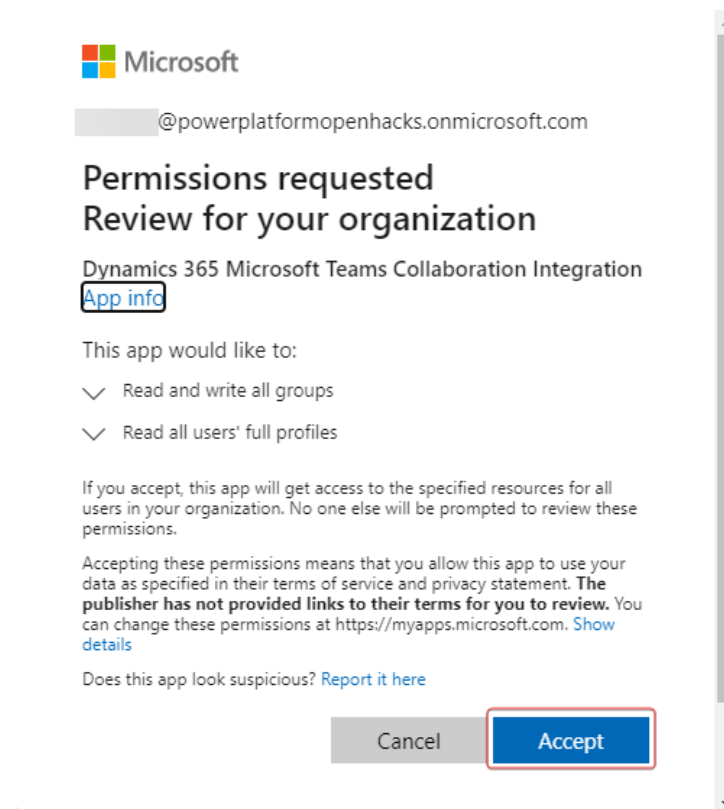 Microsoft
@powerplatformopenhacks.onmicrosoft.com
Permissions requested
Review for your organization
Dynamics 365 Microsoft Teams Collaboration Integration
App info
This app would like to:
Read and write all groups
Read all users' full profiles
If you accept, this app will get access to the specified resources for all
users in your organization. No one else will be prompted to review these
permissions.
Accepting these permissions means that you allow this app to use your
data as specified in their terms of service and privacy statement. The
publisher has not provided links to their terms for you to review. You
can change these permissions at https://myapps.microsoft.com. Show
details
Does this app look suspicious? Report it here
Cancel Accept